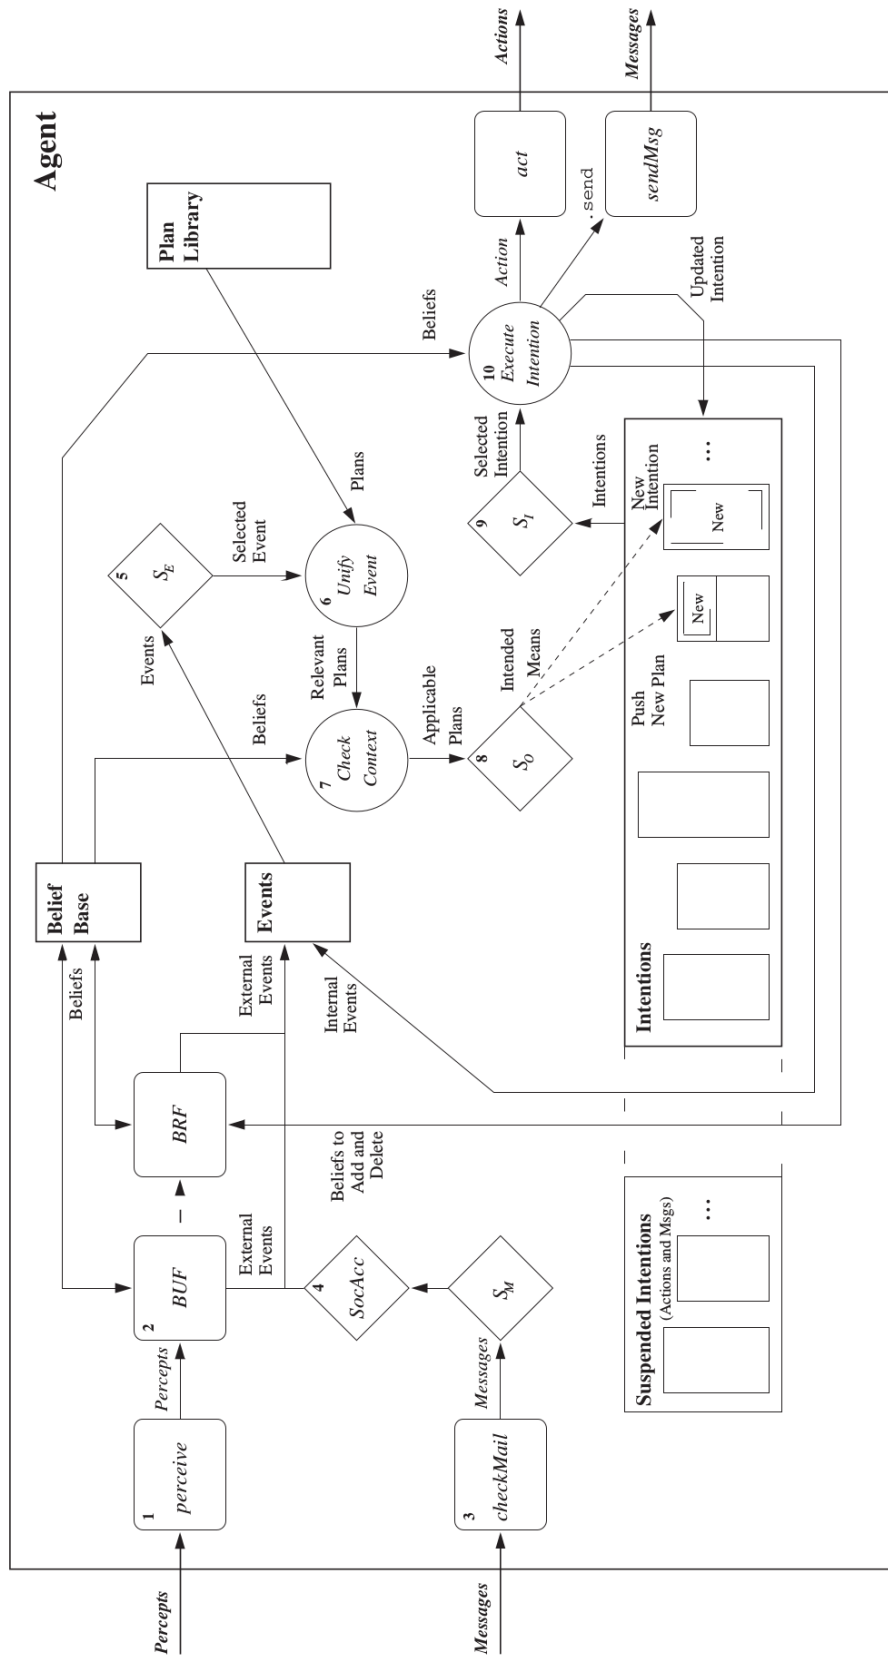 Agent
Percepts
1
perceive
Percepts
2
BUF
BRF
Beliefs
Belief
Base
Beliefs
Plan
Library
External
Events
External
Events
Events
Events
5
S_E
Selected
Event
Plans
Internal
Events
Beliefs to
Add and
Delete
4
SocAcc
7
Check
Context
Relevant
Plans
6
Unify
Event
Beliefs
Messages
3
checkMail
Messages
S_M
Applicable
Plans
8
S_O
Intended
Means
9
S_I
Selected
Intention
10
Execute
Intention
Action
act
Actions
.send
sendMsg
Messages
Intentions
Updated
Intention
Suspended Intentions
(Actions and Msgs)
...
Intentions
Push
New Plan
New
New
Intention
New
...